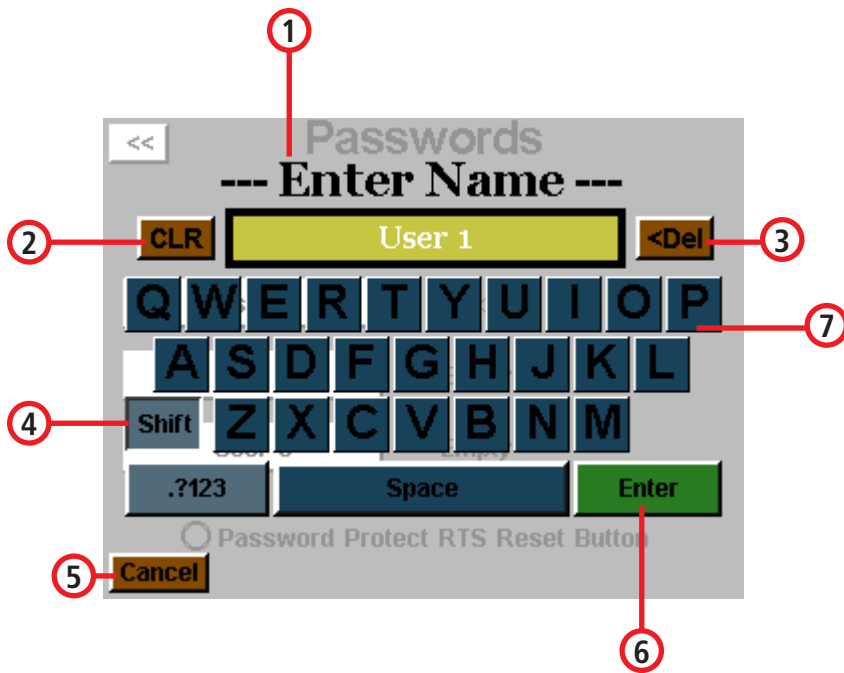 1
<< Passwords
--- Enter Name ---
2 CLR User 1 <Del 3
Q W E R T Y U I O P
7
A S D F G H J K L
4 Shift Z X C V B N M
Empty
.?123 Space Enter
Password Protect RTS Reset Button
5 Cancel
6